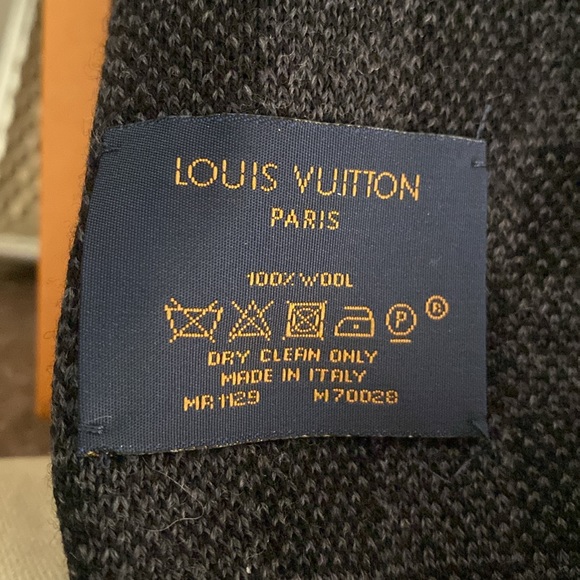 LOUIS VUITTON
PARIS
100% WOOL
P ®
DRY CLEAN ONLY
MADE IN ITALY
MR1129 M70028